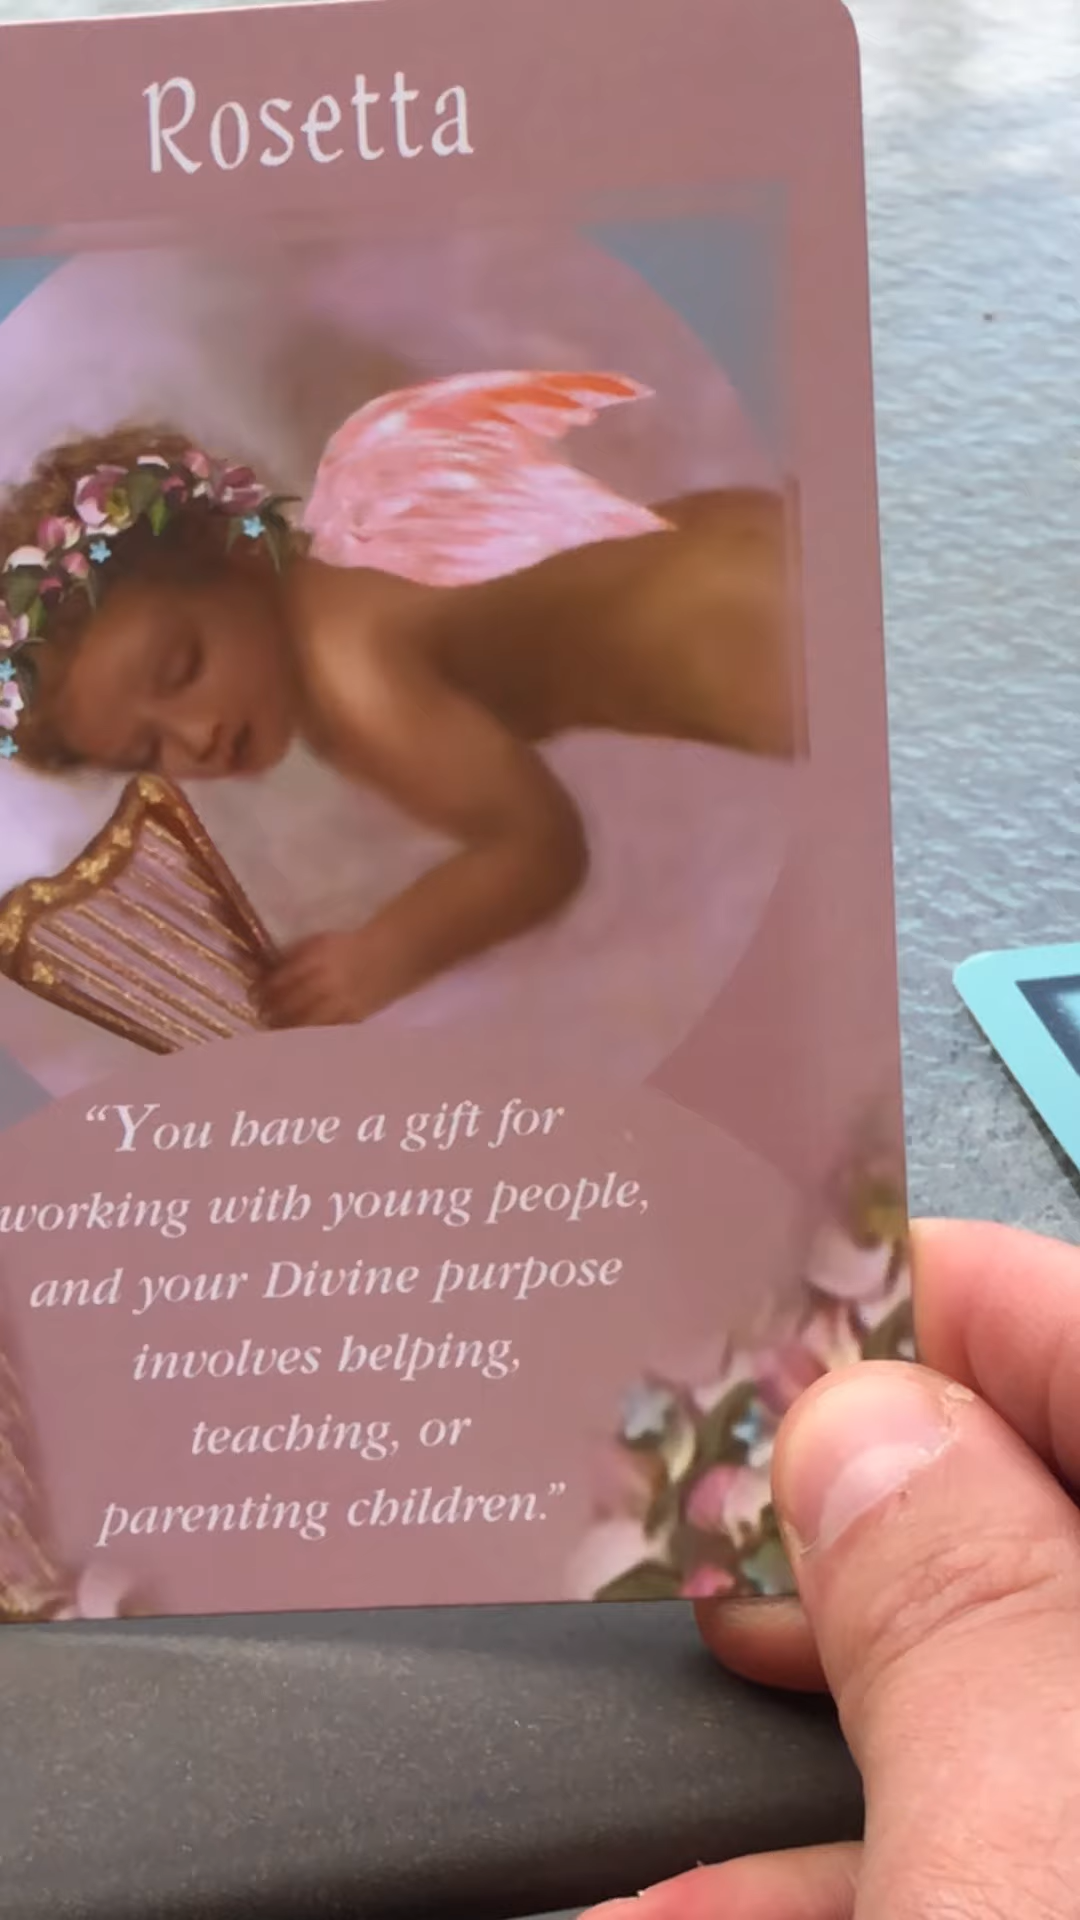 Rosetta
“You have a gift for
working with young people,
and your Divine purpose
involves helping,
teaching, or
parenting children.”